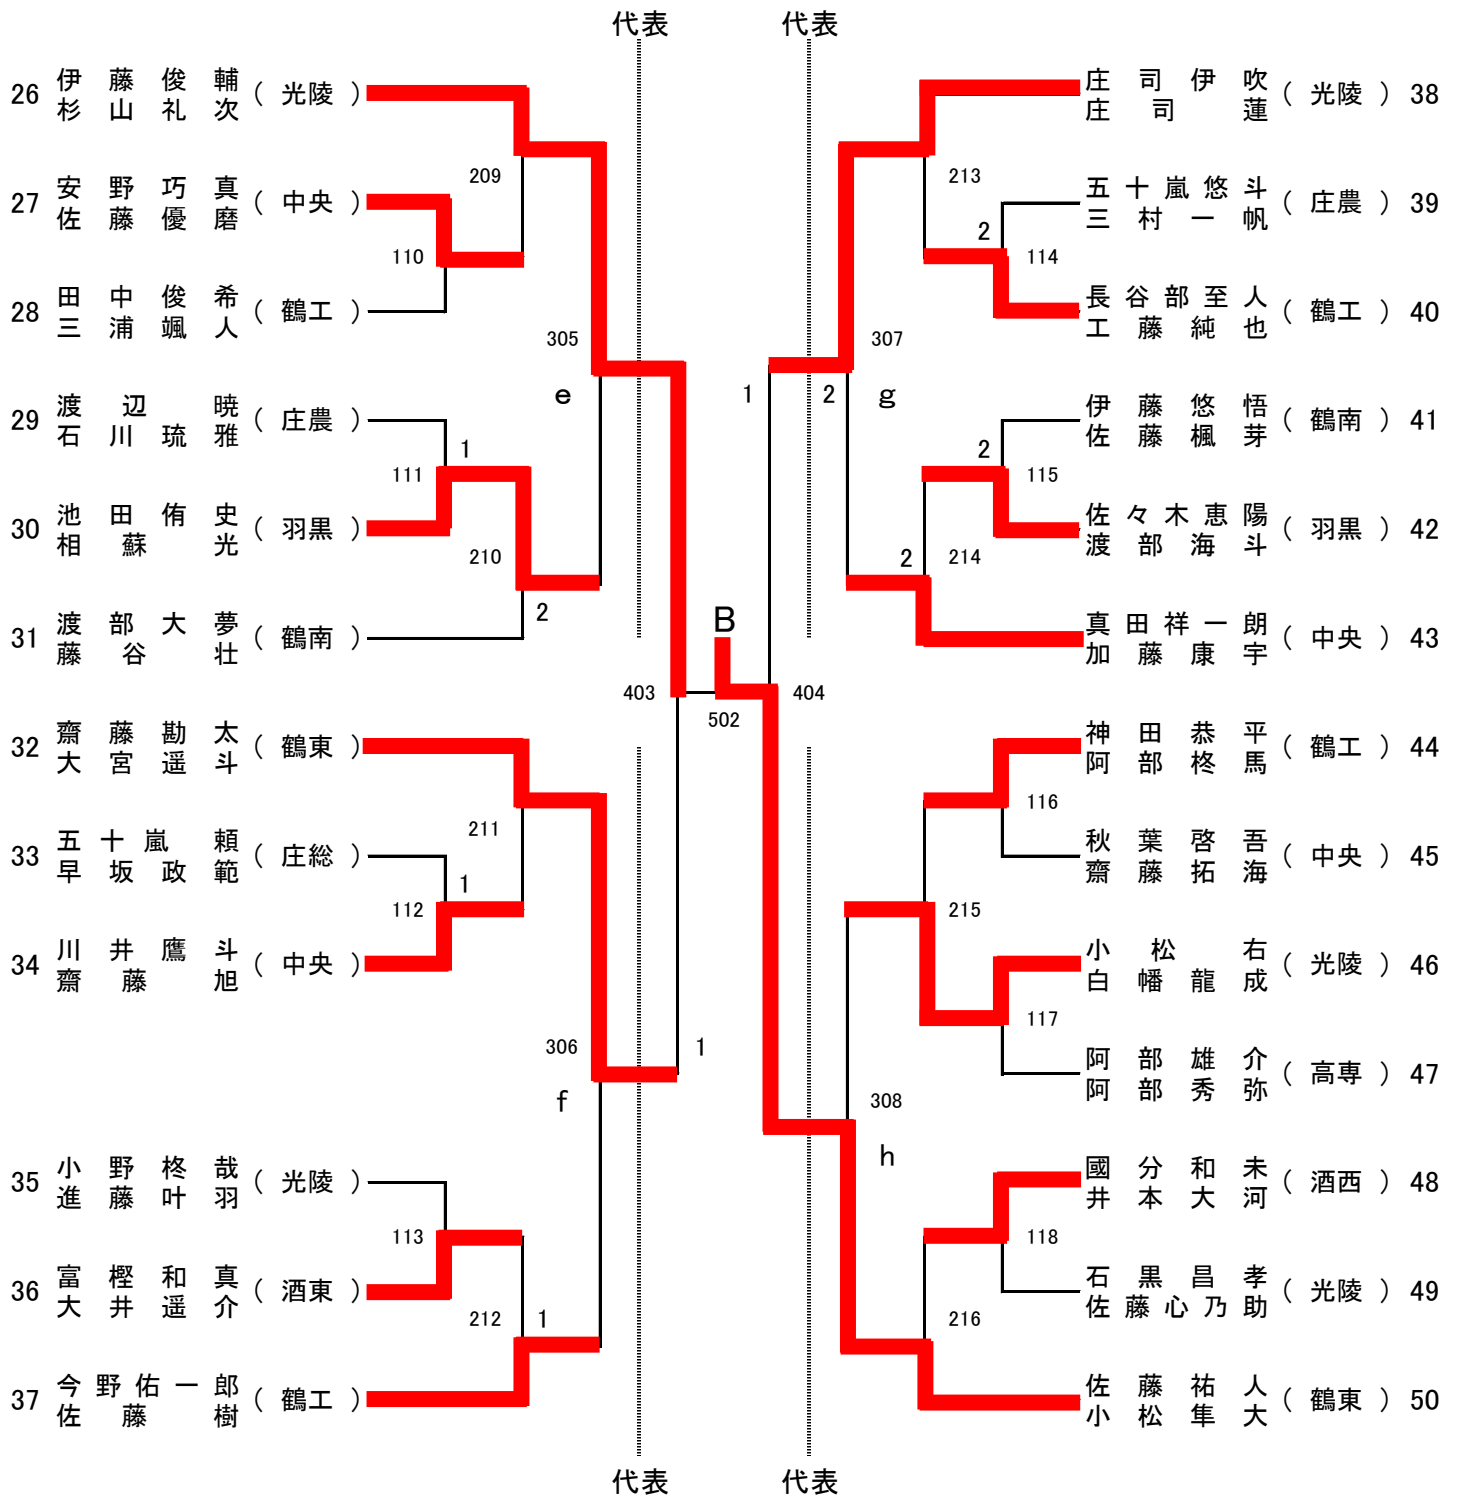 代表 代表
26 伊藤俊輔 杉山礼次 ( 光陵 )
209
27 安野巧真 佐藤優磨 ( 中央 )
110
28 田中俊希 三浦颯人 ( 鶴工 )
305
e
29 渡辺暁 石川琉雅 ( 庄農 )
1
111
30 池田侑史 相蘇光 ( 羽黒 )
210
2
31 渡部大夢 藤谷壮 ( 鶴南 )
403
32 齋藤勘太 大宮遥斗 ( 鶴東 )
211
33 五十嵐頼 早坂政範 ( 庄総 )
1
112
34 川井鷹斗 齋藤旭 ( 中央 )
306
1
f
35 小野柊哉 進藤叶羽 ( 光陵 )
113
36 富樫和真 大井遥介 ( 酒東 )
212
1
37 今野佑一郎 佐藤樹 ( 鶴工 )
B
502
庄司伊吹 庄司蓮 ( 光陵 ) 38
213
五十嵐悠斗 三村一帆 ( 庄農 ) 39
2
114
長谷部至人 工藤純也 ( 鶴工 ) 40
307
1 2 g
伊藤悠悟 佐藤楓芽 ( 鶴南 ) 41
2
115
佐々木恵陽 渡部海斗 ( 羽黒 ) 42
2
214
真田祥一朗 加藤康宇 ( 中央 ) 43
404
神田恭平 阿部柊馬 ( 鶴工 ) 44
116
秋葉啓吾 齋藤拓海 ( 中央 ) 45
215
小松右 白幡龍成 ( 光陵 ) 46
117
阿部雄介 阿部秀弥 ( 高専 ) 47
308
h
國分和未 井本大河 ( 酒西 ) 48
118
石黒昌孝 佐藤心乃助 ( 光陵 ) 49
216
佐藤祐人 小松隼大 ( 鶴東 ) 50
代表 代表